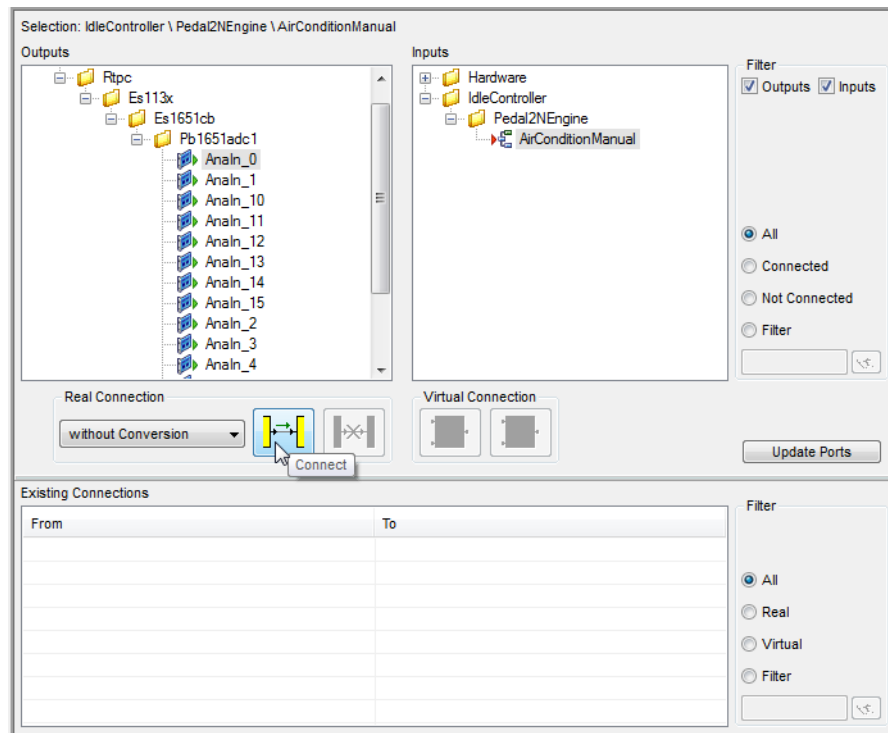 Selection: IdleController \ Pedal2NEngine \ AirConditionManual
Outputs
Inputs
Rtpc
Es113x
Es1651cb
Pb1651adc1
AnaIn_0
AnaIn_1
AnaIn_10
AnaIn_11
AnaIn_12
AnaIn_13
AnaIn_14
AnaIn_15
AnaIn_2
AnaIn_3
AnaIn_4
Hardware
IdleController
Pedal2NEngine
AirConditionManual
Filter
Outputs Inputs
All
Connected
Not Connected
Filter
Real Connection
without Conversion
Connect
Virtual Connection
Update Ports
Existing Connections
From To
Filter
All
Real
Virtual
Filter